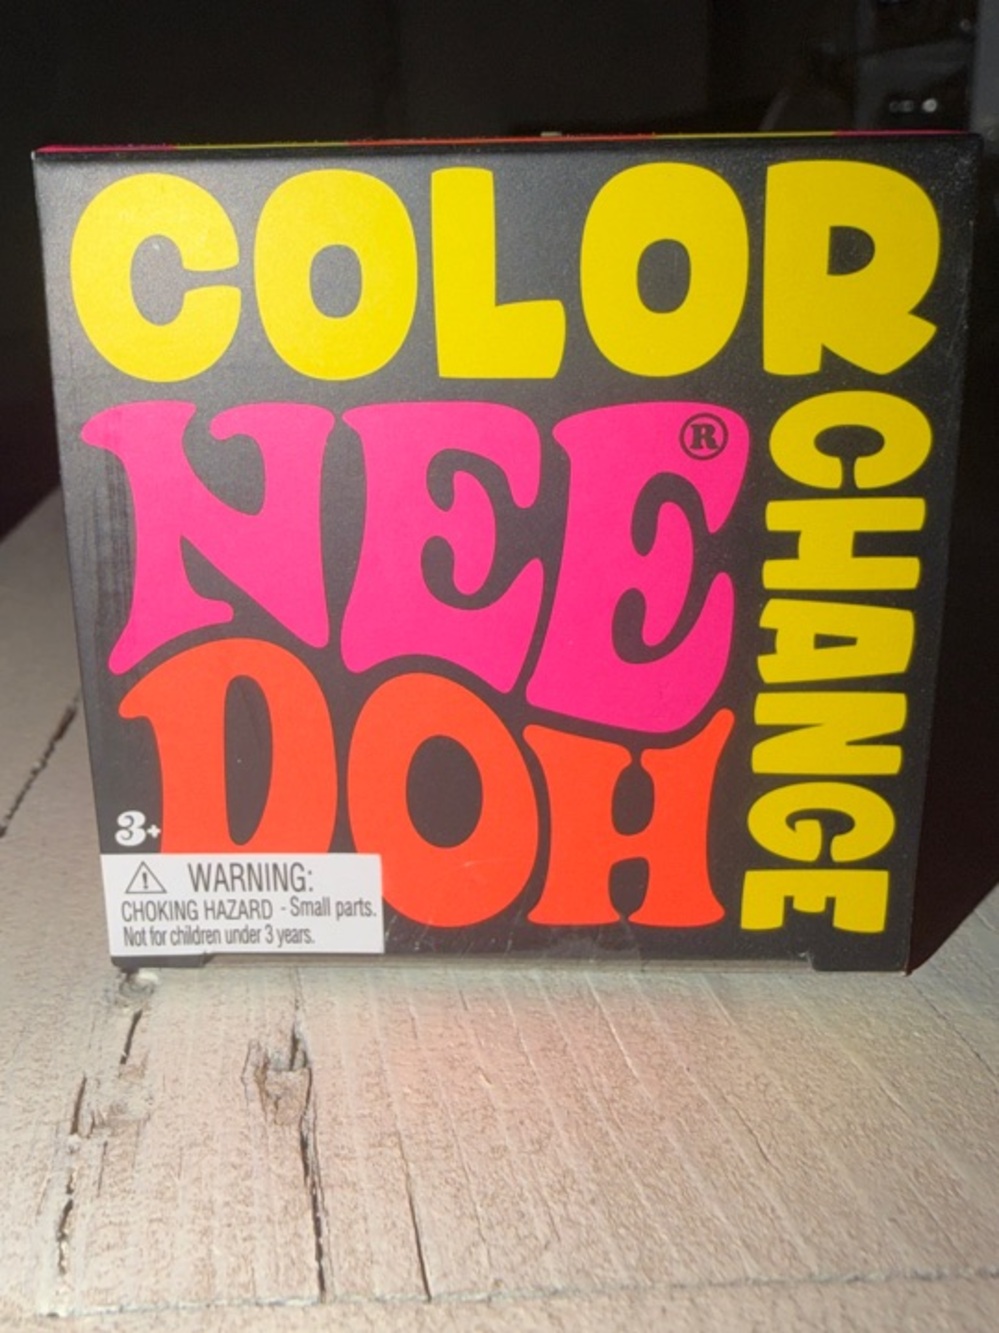 COLOR
CHANGE
NEE®
DOH
3+
WARNING:
CHOKING HAZARD - Small parts.
Not for children under 3 years.